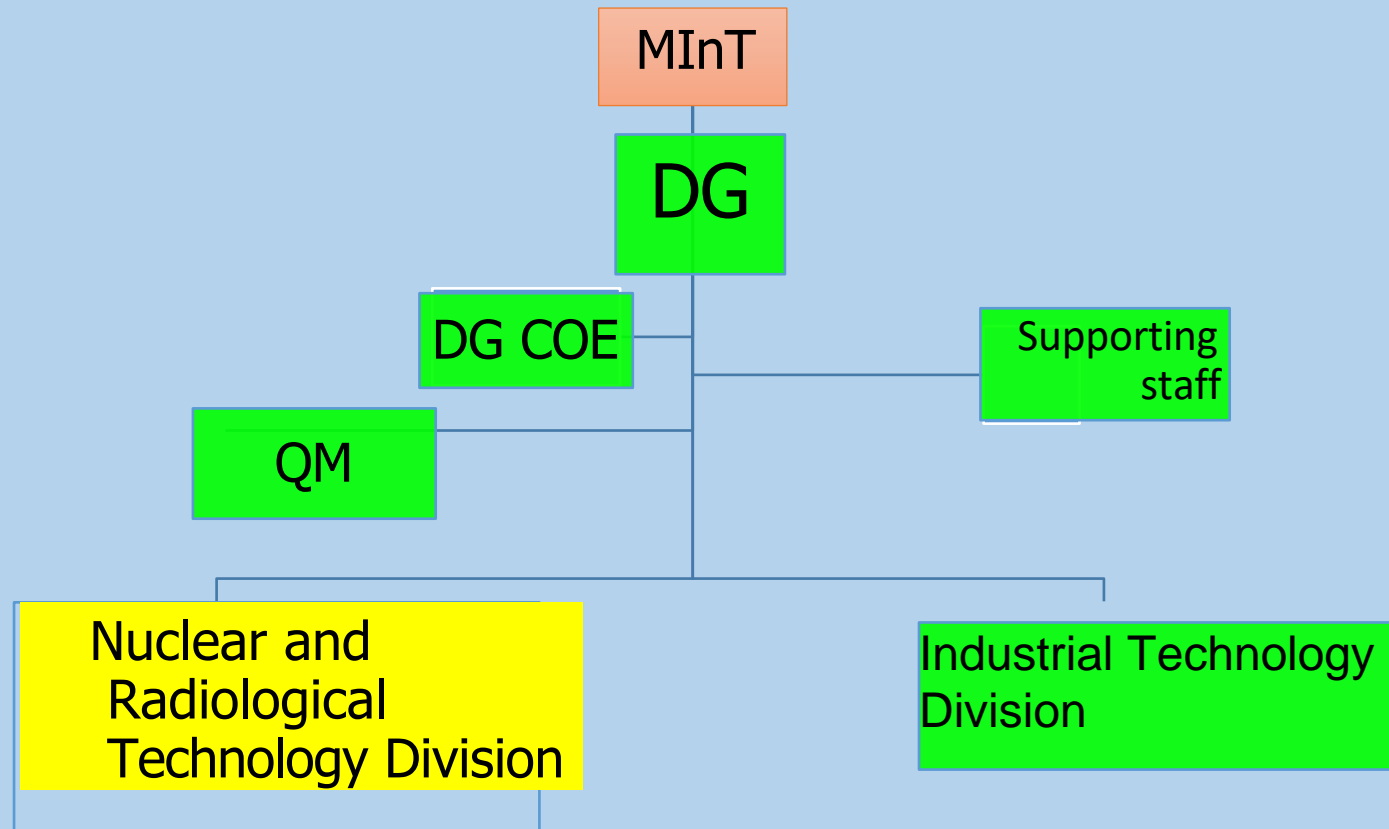 MInT
DG
DG COE
Supporting
staff
QM
Nuclear and
Radiological
Technology Division
Industrial Technology
Division